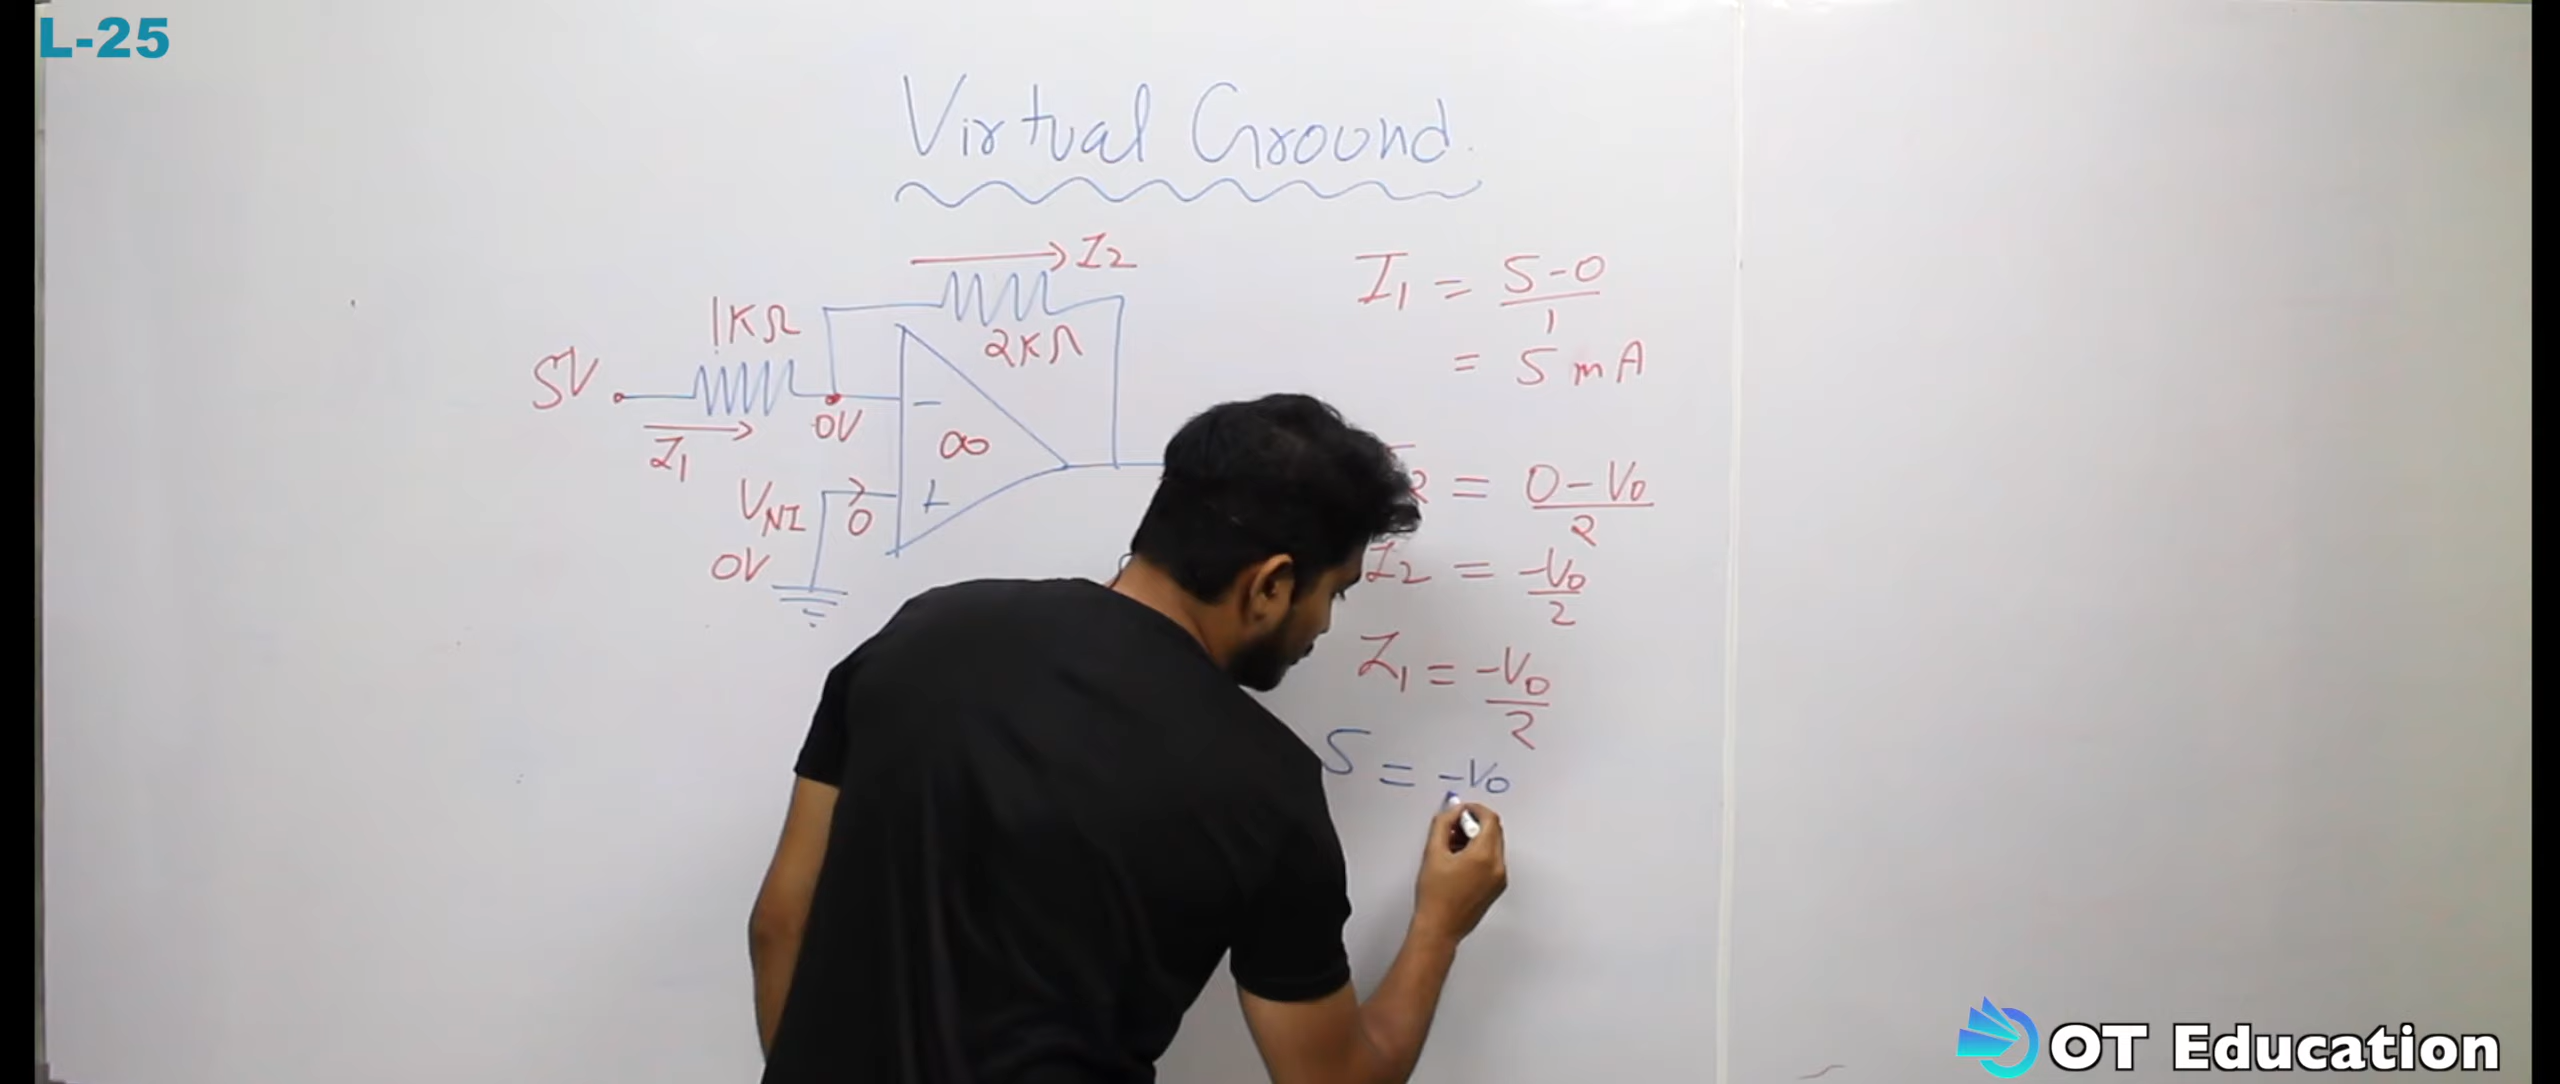 L-25
Virtual Ground.
I2
1KΩ
2KΩ
5V
0V
I1
-
∞
+
VNI
0
0V
I1 = 5-0
1
= 5 mA
2 = 0-V0
2
I2 = -V0
2
I1 = -V0
2
5 = -V0
OT Education